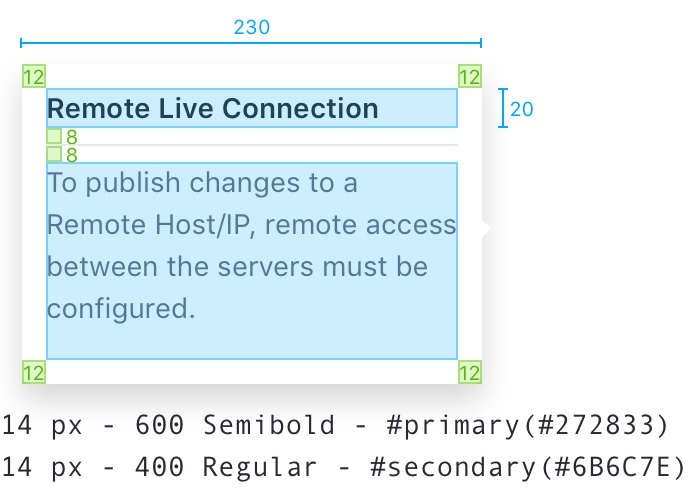 230
12 12
Remote Live Connection
20
8
8
To publish changes to a
Remote Host/IP, remote access
between the servers must be
configured.
12 12
14 px - 600 Semibold - #primary(#272833)
14 px - 400 Regular - #secondary(#6B6C7E)